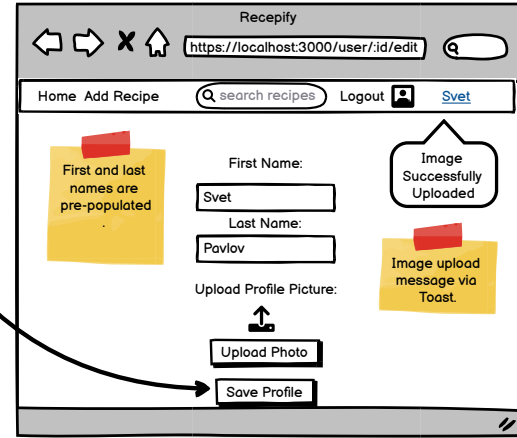 Recepify
https://localhost:3000/user/:id/edit
Home Add Recipe search recipes Logout Svet
Image
Successfully
Uploaded
First and last
names are
pre-populated
.
First Name:
Svet
Last Name:
Pavlov
Image upload
message via
Toast.
Upload Profile Picture:
Upload Photo
Save Profile